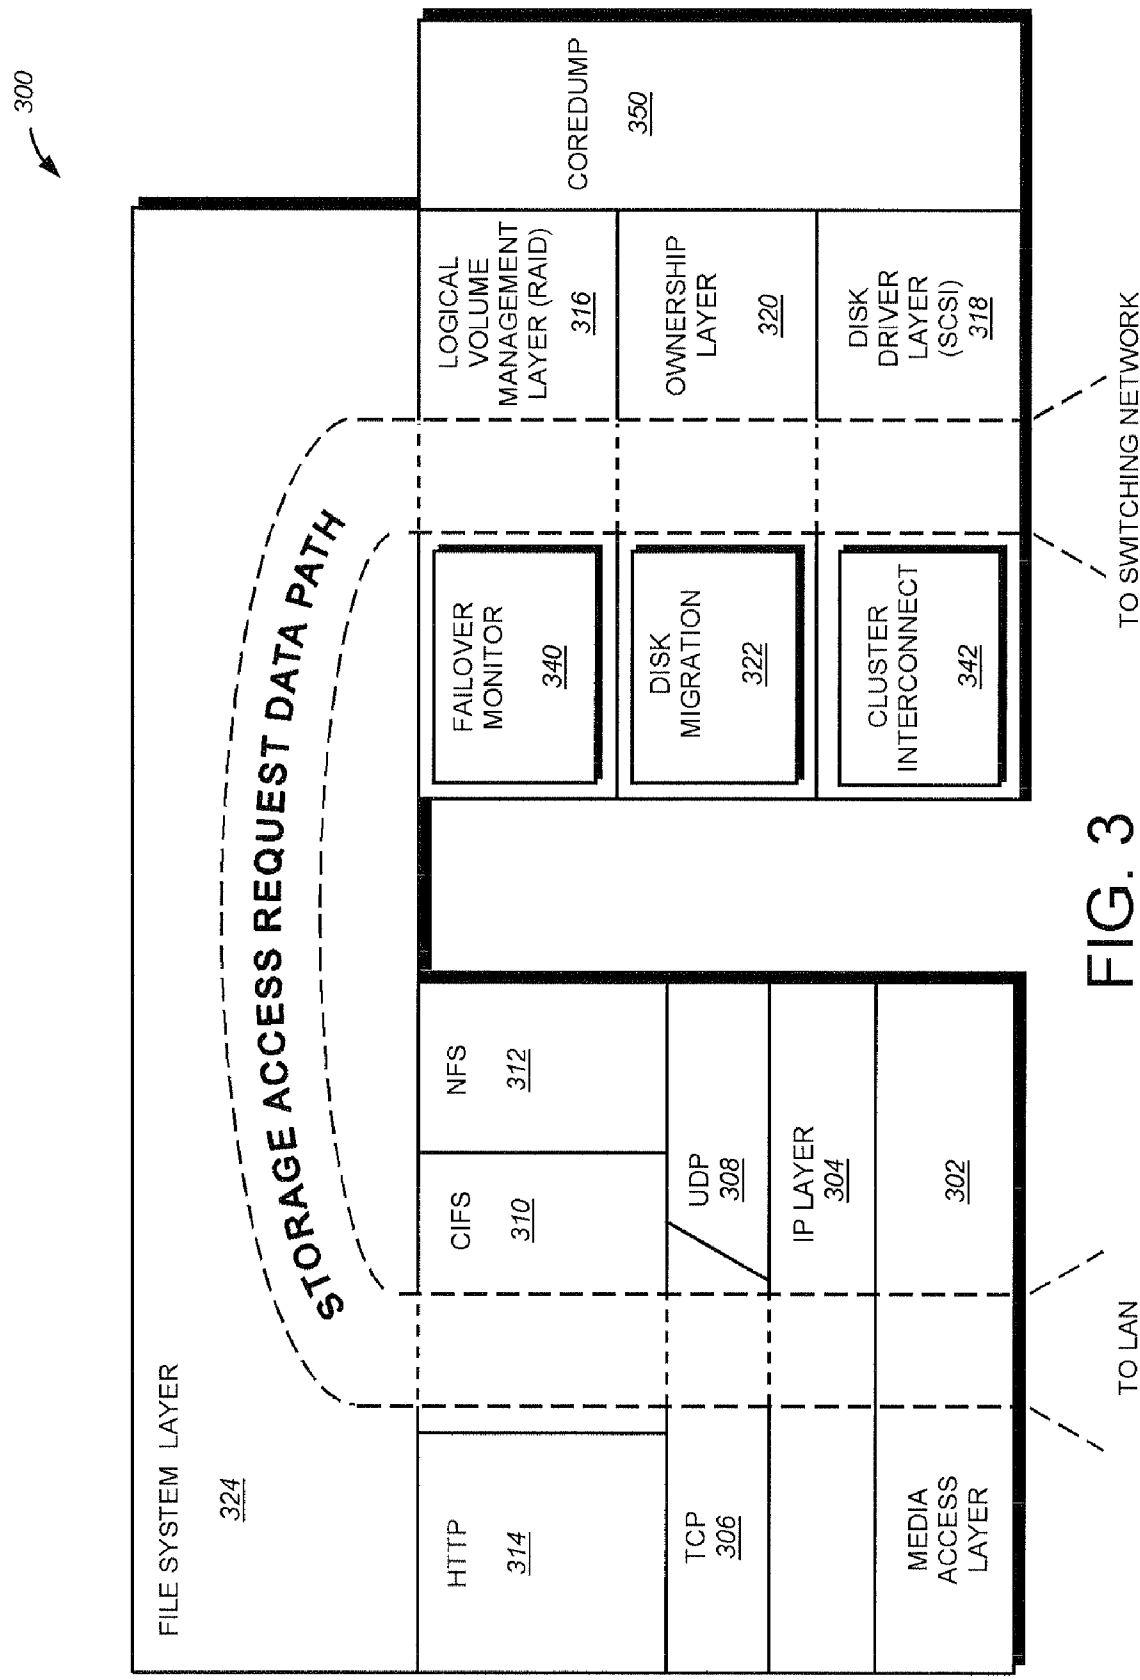 300
FILE SYSTEM LAYER
324
STORAGE ACCESS REQUEST DATA PATH
HTTP
314
CIFS
310
NFS
312
TCP
306
UDP
308
IP LAYER
304
MEDIA
ACCESS
LAYER
302
TO LAN
FAILOVER
MONITOR
340
DISK
MIGRATION
322
CLUSTER
INTERCONNECT
342
LOGICAL
VOLUME
MANAGEMENT
LAYER (RAID)
316
OWNERSHIP
LAYER
320
DISK
DRIVER
LAYER
(SCSI)
318
COREDUMP
350
TO SWITCHING NETWORK
FIG. 3